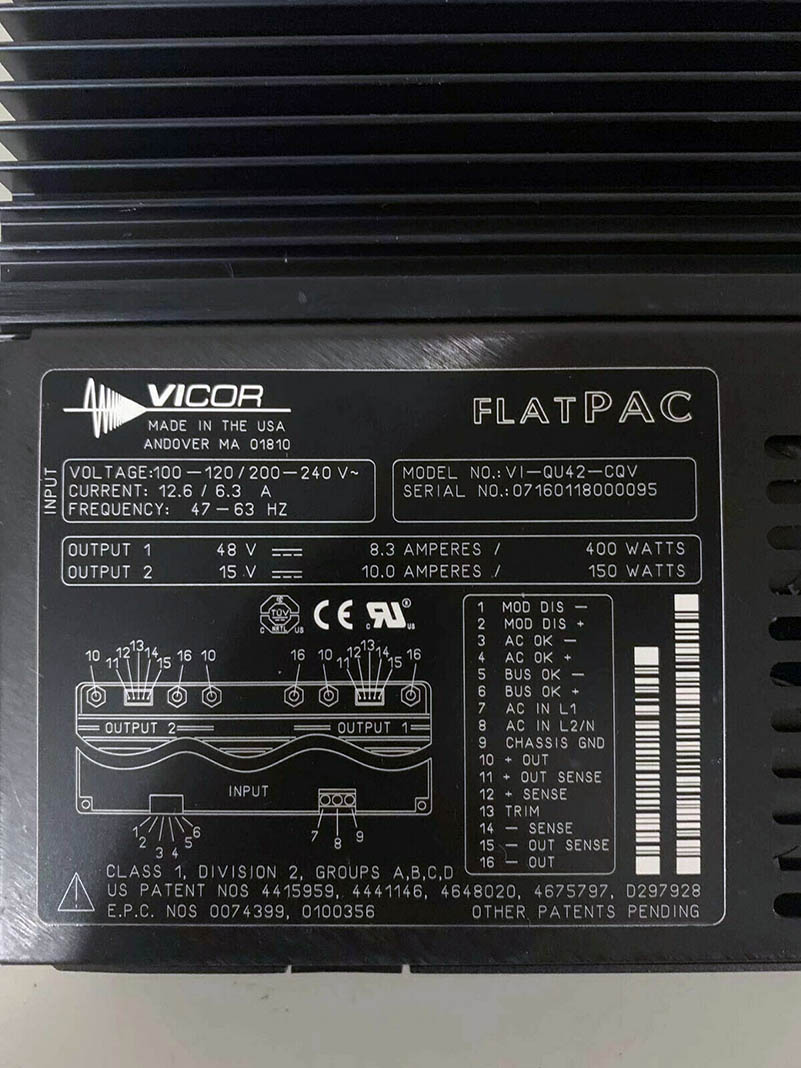 VICOR
MADE IN THE USA
ANDOVER MA 01810
FLATPAC
INPUT
VOLTAGE:100-120/200-240 V~
CURRENT: 12.6 / 6.3 A
FREQUENCY: 47-63 HZ
MODEL NO.: VI-QU42-CQV
SERIAL NO.: 07160118000095
OUTPUT 1 48 V 8.3 AMPERES / 400 WATTS
OUTPUT 2 15 V 10.0 AMPERES / 150 WATTS
TÜV
C NRTL US
CE
c RU us
1 MOD DIS -
2 MOD DIS +
3 AC OK -
4 AC OK +
5 BUS OK -
6 BUS OK +
7 AC IN L1
8 AC IN L2/N
9 CHASSIS GND
10 + OUT
11 + OUT SENSE
12 + SENSE
13 TRIM
14 - SENSE
15 - OUT SENSE
16 - OUT
10 11 12 13 14 15 16 10 16 10 11 12 13 14 15 16
OUTPUT 2 OUTPUT 1
INPUT
1 2 3 4 5 6 7 8 9
CLASS 1, DIVISION 2, GROUPS A,B,C,D
US PATENT NOS 4415959, 4441146, 4648020, 4675797, D297928
E.P.C. NOS 0074399, 0100356 OTHER PATENTS PENDING